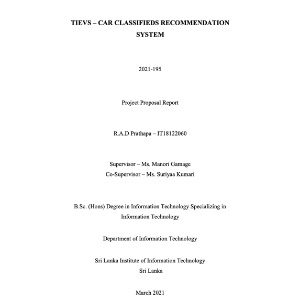 TIEVS – CAR CLASSIFIEDS RECOMMENDATION
SYSTEM
2021-195
Project Proposal Report
R.A.D Prathapa – IT18122060
Supervisor – Ms. Manori Gamage
Co-Supervisor – Ms. Suriyaa Kumari
B.Sc. (Hons) Degree in Information Technology Specializing in
Information Technology
Department of Information Technology
Sri Lanka Institute of Information Technology
Sri Lanka
March 2021